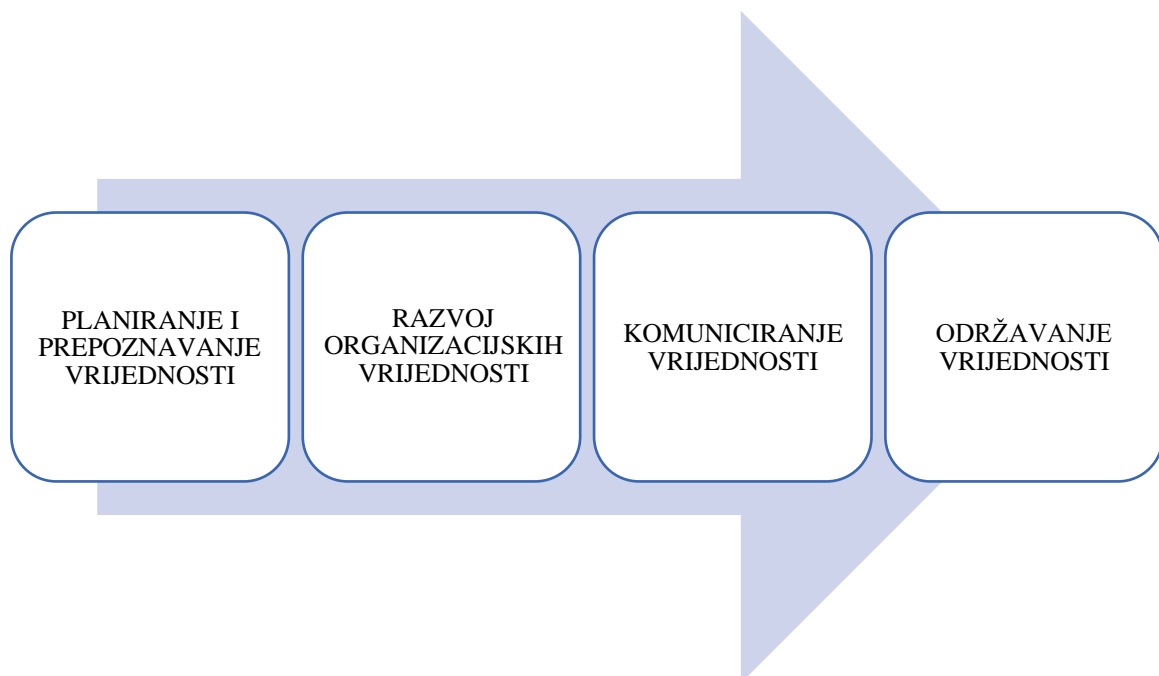 PLANIRANJE I
PREPOZNAVANJE
VRIJEDNOSTI
RAZVOJ
ORGANIZACIJSKIH
VRIJEDNOSTI
KOMUNICIRANJE
VRIJEDNOSTI
ODRŽAVANJE
VRIJEDNOSTI